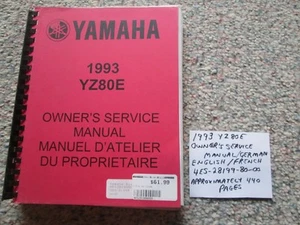 YAMAHA
1993
YZ80E
OWNER'S SERVICE
MANUAL
MANUEL D'ATELIER
DU PROPRIETAIRE
$61.99
1993 YZ80E
OWNER'S SERVICE
MANUAL/GERMAN
ENGLISH/FRENCH
4ES-28199-80-00
APPROXIMATELY 440
PAGES